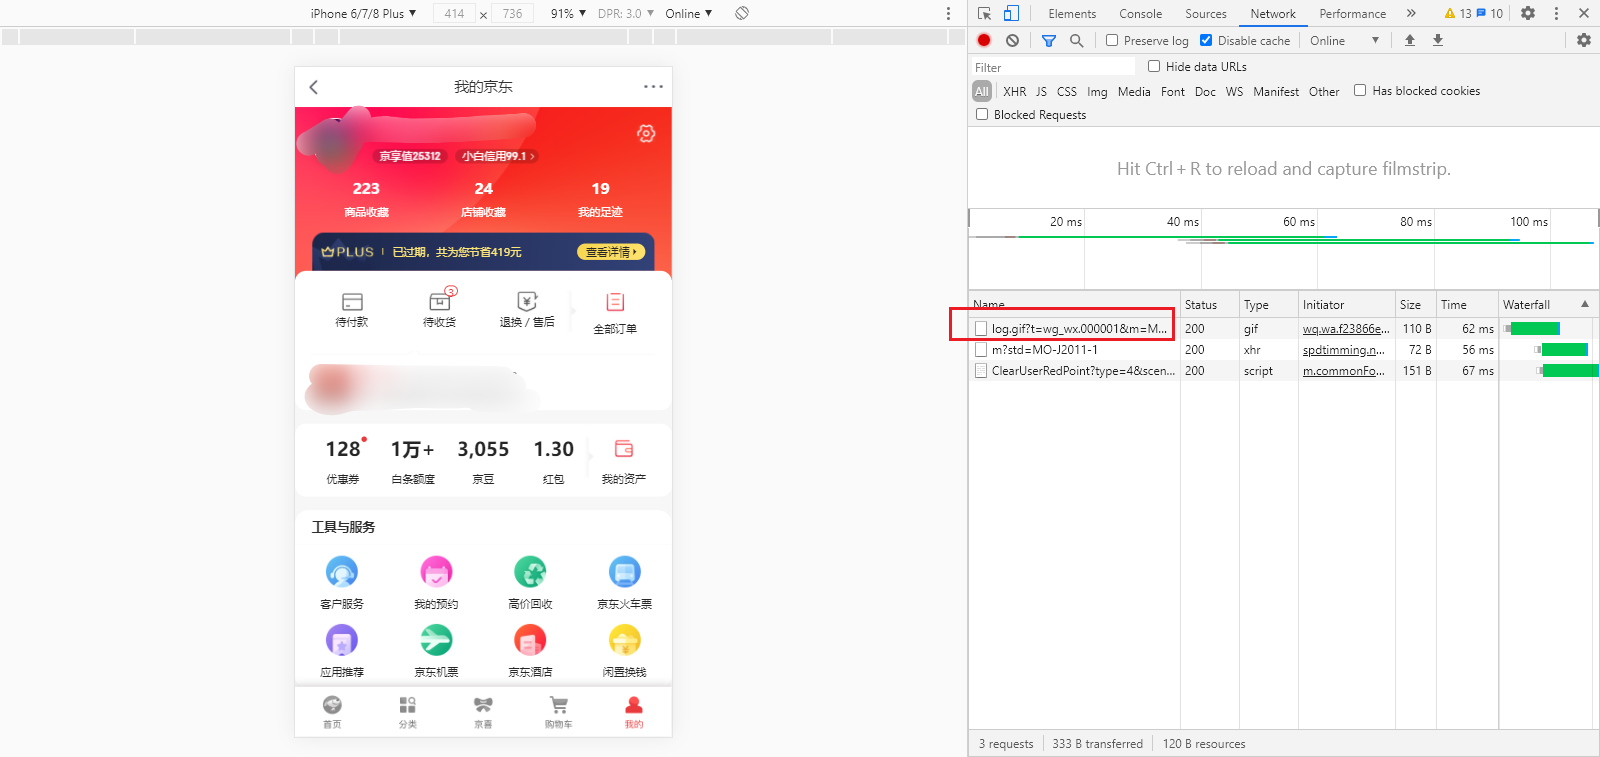 iPhone 6/7/8 Plus ▼ 414 × 736 91% ▼ DPR: 3.0 ▼ Online ▼
我的京东
京享值25312 小白信用99.1 >
223 24 19
商品收藏 店铺收藏 我的足迹
PLUS 已过期，共为您节省419元 查看详情
3
待付款 待收货 退换 / 售后 全部订单
128 1万+ 3,055 1.30
优惠券 白条额度 京豆 红包 我的资产
工具与服务
客户服务 我的预约 高价回收 京东火车票
应用推荐 京东机票 京东酒店 闲置换钱
首页 分类 京喜 购物车 我的
Elements Console Sources Network Performance » 13 10
Preserve log Disable cache Online ▼
Filter Hide data URLs
All XHR JS CSS Img Media Font Doc WS Manifest Other Has blocked cookies
Blocked Requests
Hit Ctrl + R to reload and capture filmstrip.
20 ms 40 ms 60 ms 80 ms 100 ms
Name Status Type Initiator Size Time Waterfall ▲
log.gif?t=wg_wx.000001&m=M... 200 gif wq.wa.f23866e... 110 B 62 ms
m?std=MO-J2011-1 200 xhr spdtimming.n... 72 B 56 ms
ClearUserRedPoint?type=4&scen... 200 script m.commonFo... 151 B 67 ms
3 requests 333 B transferred 120 B resources